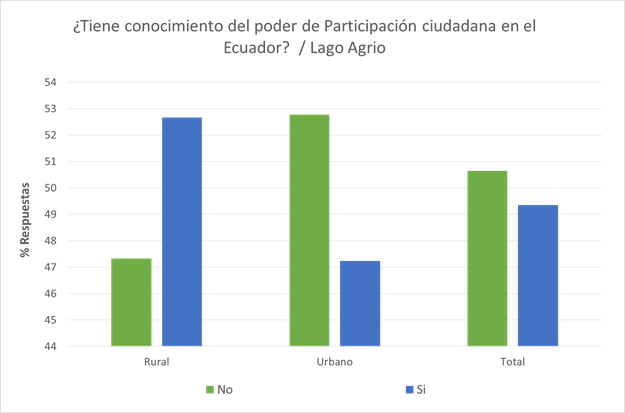 ¿Tiene conocimiento del poder de Participación ciudadana en el
Ecuador? / Lago Agrio
% Respuestas
54
53
52
51
50
49
48
47
46
45
44
Rural Urbano Total
No Si